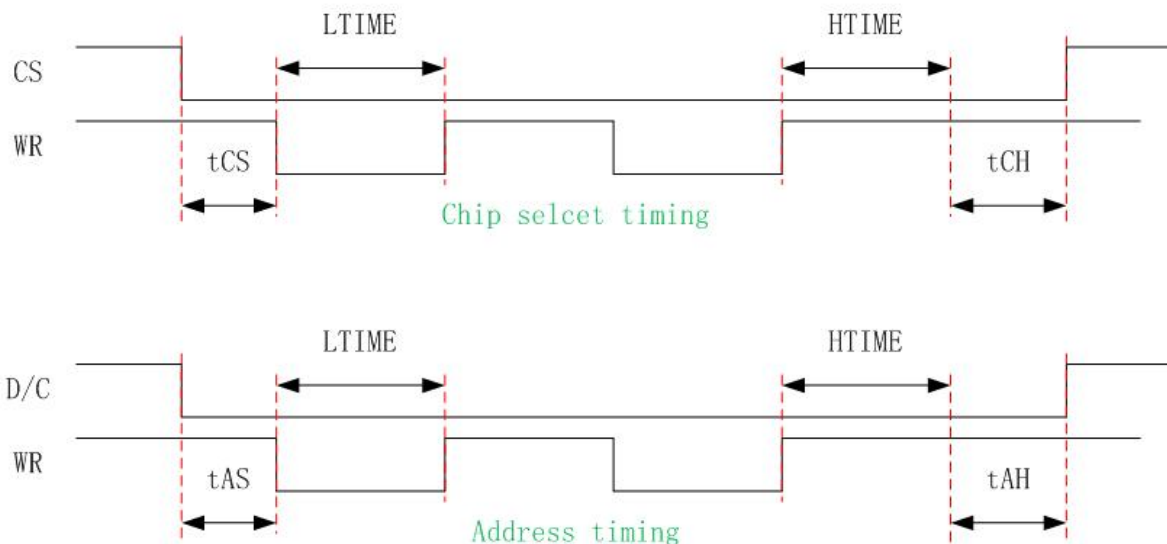 LTIME HTIME
CS
WR
tCS tCH
Chip selcet timing
LTIME HTIME
D/C
WR
tAS tAH
Address timing